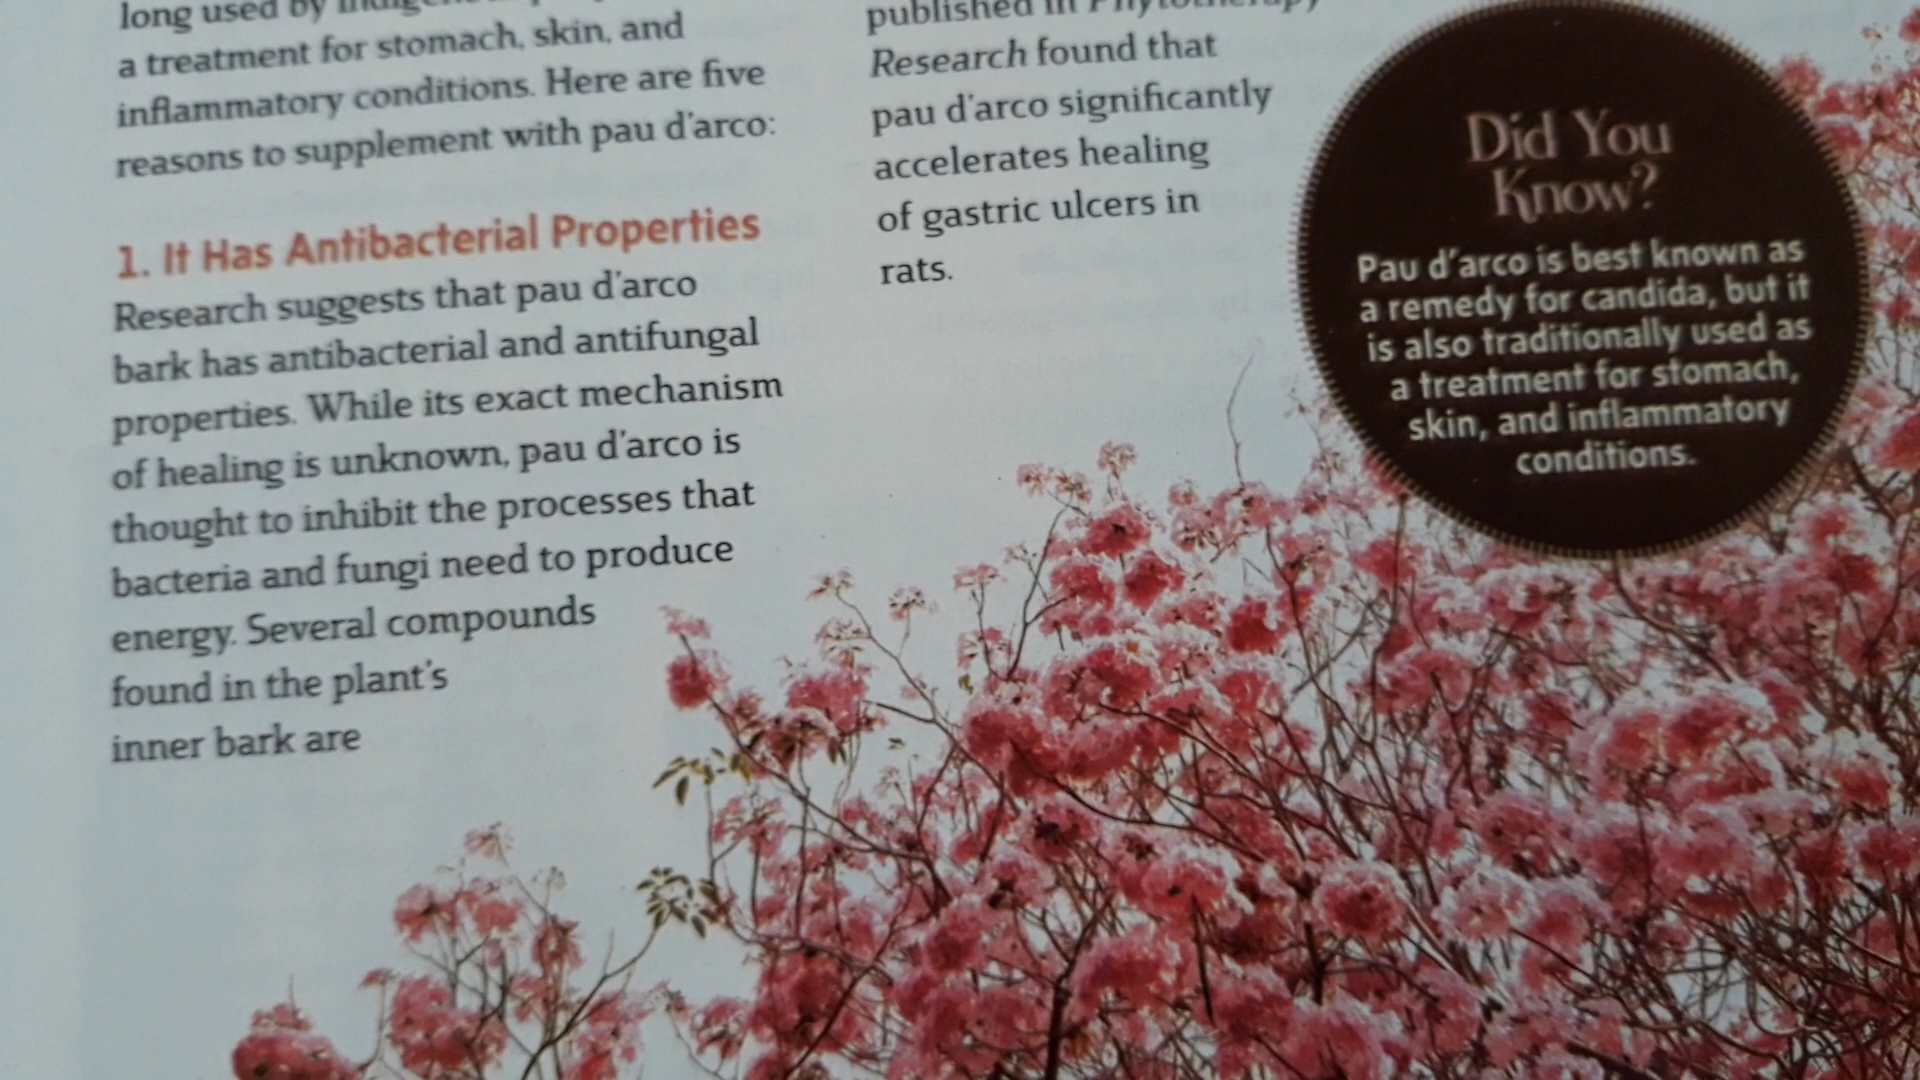 long used by
a treatment for stomach, skin, and
inflammatory conditions. Here are five
reasons to supplement with pau d'arco:
1. It Has Antibacterial Properties
Research suggests that pau d'arco
bark has antibacterial and antifungal
properties. While its exact mechanism
of healing is unknown, pau d'arco is
thought to inhibit the processes that
bacteria and fungi need to produce
energy. Several compounds
found in the plant's
inner bark are
published in Phytotherapy
Research found that
pau d'arco significantly
accelerates healing
of gastric ulcers in
rats.
Did You
Know?
Pau d'arco is best known as
a remedy for candida, but it
is also traditionally used as
a treatment for stomach,
skin, and inflammatory
conditions.